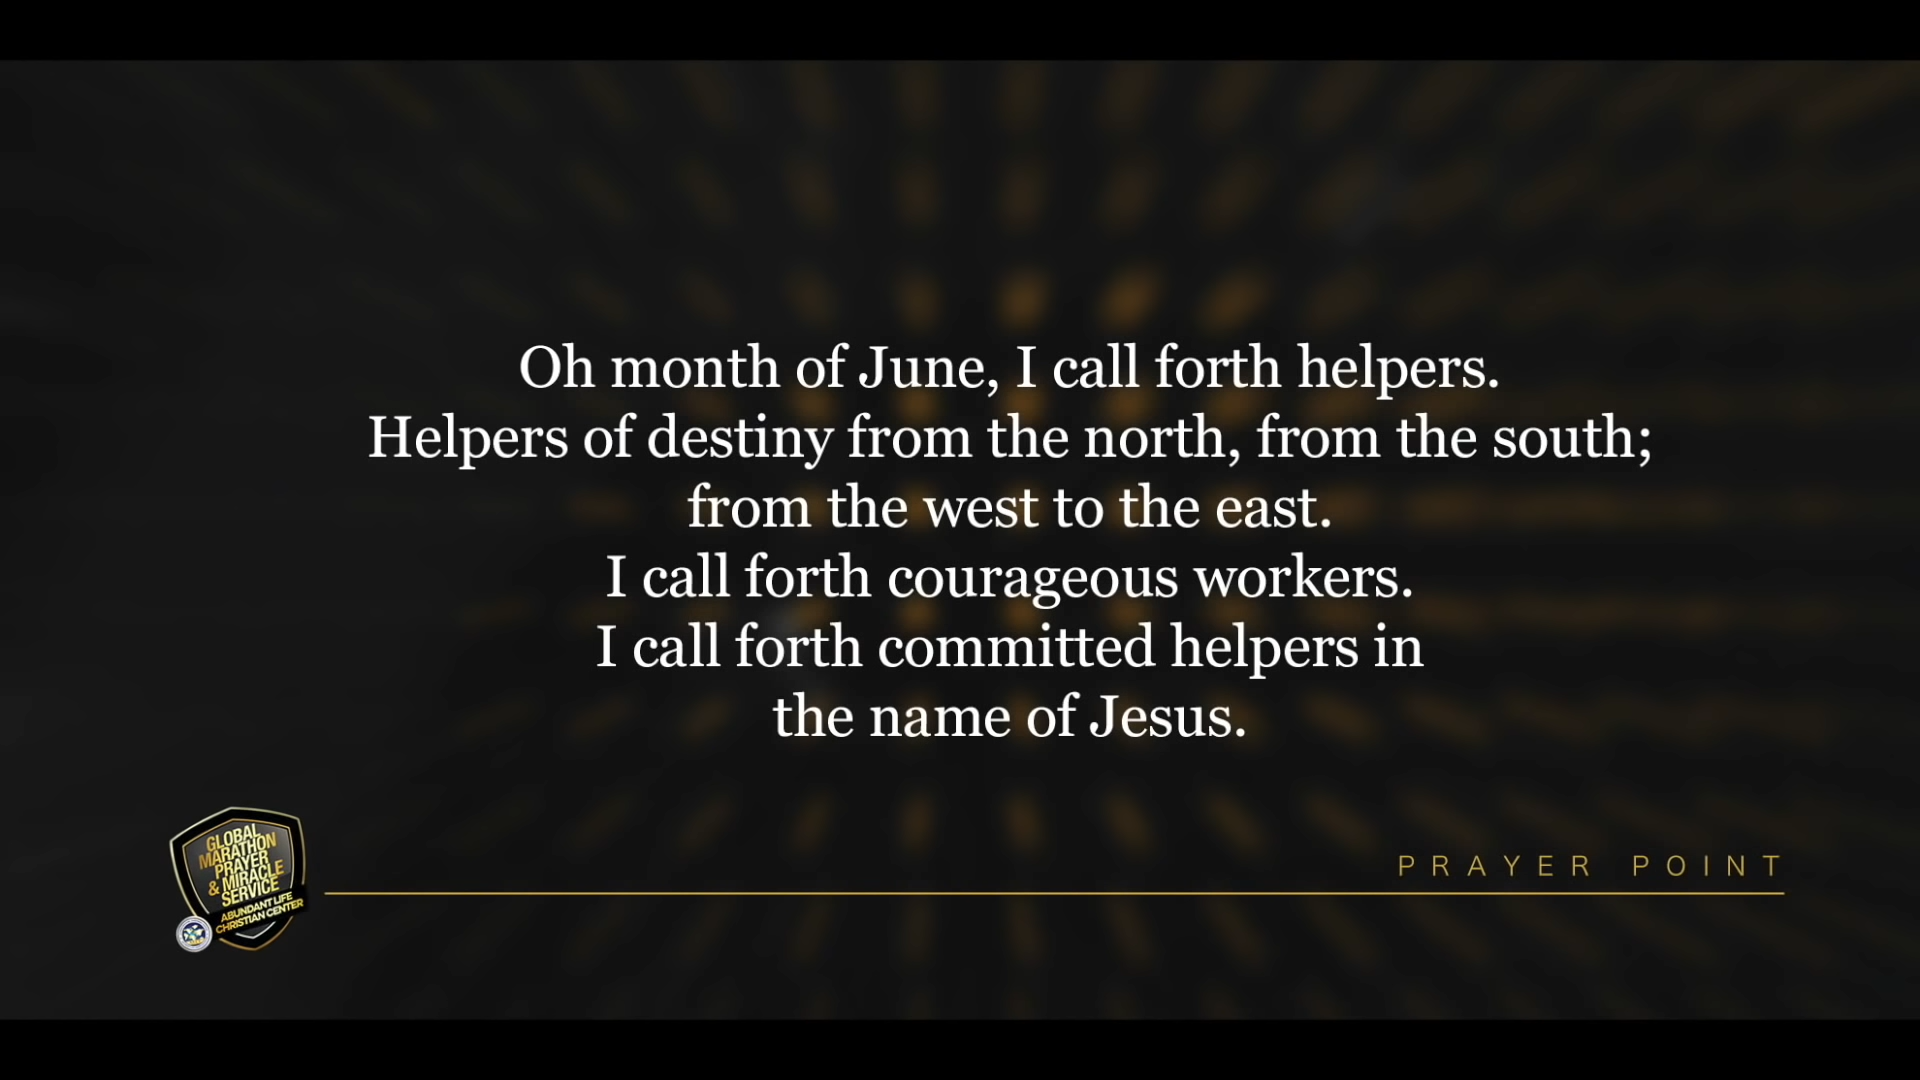 Oh month of June, I call forth helpers.
Helpers of destiny from the north, from the south;
from the west to the east.
I call forth courageous workers.
I call forth committed helpers in
the name of Jesus.
PRAYER POINT
GLOBAL
MARATHON
PRAYER
& MIRACLE
SERVICE
ABUNDANT LIFE
CHRISTIAN CENTER